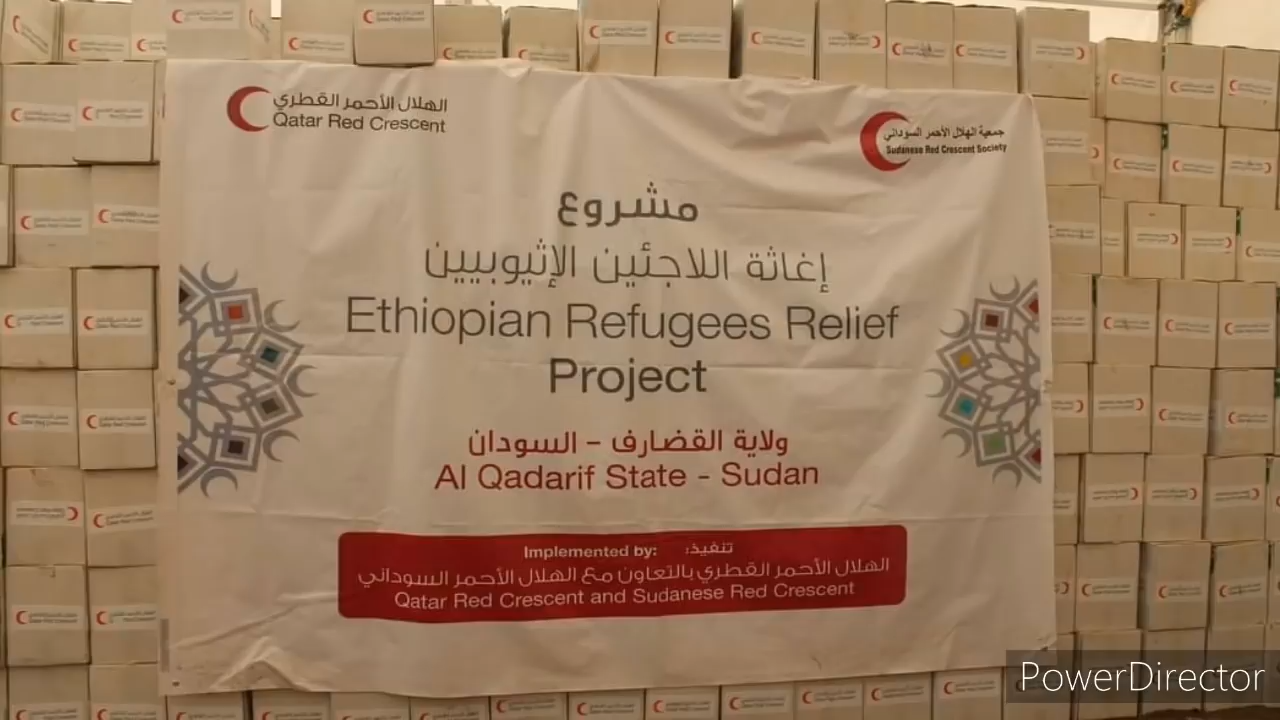 الهلال الأحمر القطري
Qatar Red Crescent
جمعية الهلال الأحمر السوداني
Sudanese Red Crescent Society
مشروع
إغاثة اللاجئين الإثيوبيين
Ethiopian Refugees Relief
Project
ولاية القضارف - السودان
Al Qadarif State - Sudan
Implemented by: تنفيذ:
الهلال الأحمر القطري بالتعاون مع الهلال الأحمر السوداني
Qatar Red Crescent and Sudanese Red Crescent
PowerDirector